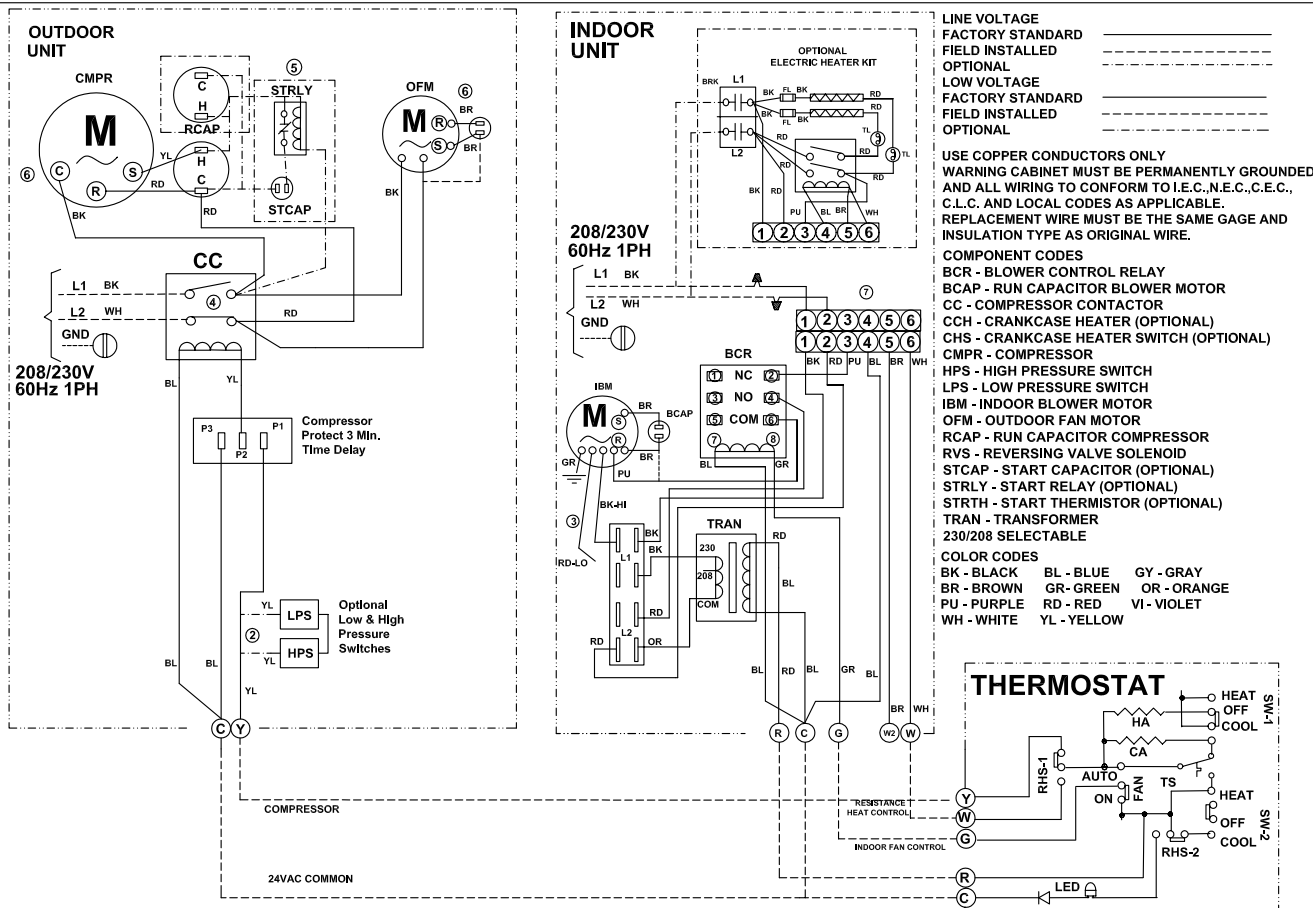 OUTDOOR
UNIT
CMPR
M
C
S
R
6
C
H
RCAP
H
C
YL
RD
RD
BK
5
STRLY
STCAP
OFM
M
R
S
6
BR
BR
BK
CC
4
L1 BK
L2 WH
GND
208/230V
60Hz 1PH
RD
BL
YL
P3
P2
P1
Compressor
Protect 3 Min.
Time Delay
YL
LPS
2
YL
HPS
Optional
Low & High
Pressure
Switches
BL
BL
YL
C
Y
INDOOR
UNIT
OPTIONAL
ELECTRIC HEATER KIT
BRK
L1
L2
BK
FL
BK
RD
BK
FL
BK
RD
TL
TL
RD
RD
RD
RD
BK
RD
PU
BL
BR
WH
1 2 3 4 5 6
208/230V
60Hz 1PH
L1 BK
L2 WH
GND
7
1 2 3 4 5 6
1 2 3 4 5 6
BK RD PU BL BR WH
BCR
1 NC 2
3 NO 4
5 COM 6
7
8
BL
GR
IBM
M
S
R
BR
BCAP
BR
GR
PU
3
BK-HI
RD-LO
BK
L1
BK
RD
L2
RD
OR
TRAN
230
208
COM
RD
BL
BL
RD
BL
GR
BL
BR
WH
R
C
G
W2
W
LINE VOLTAGE
FACTORY STANDARD
FIELD INSTALLED
OPTIONAL
LOW VOLTAGE
FACTORY STANDARD
FIELD INSTALLED
OPTIONAL
USE COPPER CONDUCTORS ONLY
WARNING CABINET MUST BE PERMANENTLY GROUNDED
AND ALL WIRING TO CONFORM TO I.E.C.,N.E.C.,C.E.C.,
C.L.C. AND LOCAL CODES AS APPLICABLE.
REPLACEMENT WIRE MUST BE THE SAME GAGE AND
INSULATION TYPE AS ORIGINAL WIRE.
COMPONENT CODES
BCR - BLOWER CONTROL RELAY
BCAP - RUN CAPACITOR BLOWER MOTOR
CC - COMPRESSOR CONTACTOR
CCH - CRANKCASE HEATER (OPTIONAL)
CHS - CRANKCASE HEATER SWITCH (OPTIONAL)
CMPR - COMPRESSOR
HPS - HIGH PRESSURE SWITCH
LPS - LOW PRESSURE SWITCH
IBM - INDOOR BLOWER MOTOR
OFM - OUTDOOR FAN MOTOR
RCAP - RUN CAPACITOR COMPRESSOR
RVS - REVERSING VALVE SOLENOID
STCAP - START CAPACITOR (OPTIONAL)
STRLY - START RELAY (OPTIONAL)
STRTH - START THERMISTOR (OPTIONAL)
TRAN - TRANSFORMER
230/208 SELECTABLE
COLOR CODES
BK - BLACK BL - BLUE GY - GRAY
BR - BROWN GR- GREEN OR - ORANGE
PU - PURPLE RD - RED VI - VIOLET
WH - WHITE YL - YELLOW
THERMOSTAT
HEAT
OFF
COOL
SW-1
HA
CA
RHS-1
AUTO
ON
FAN
TS
HEAT
OFF
COOL
SW-2
RHS-2
LED
Y
W
G
R
C
COMPRESSOR
RESISTANCE
HEAT CONTROL
INDOOR FAN CONTROL
24VAC COMMON